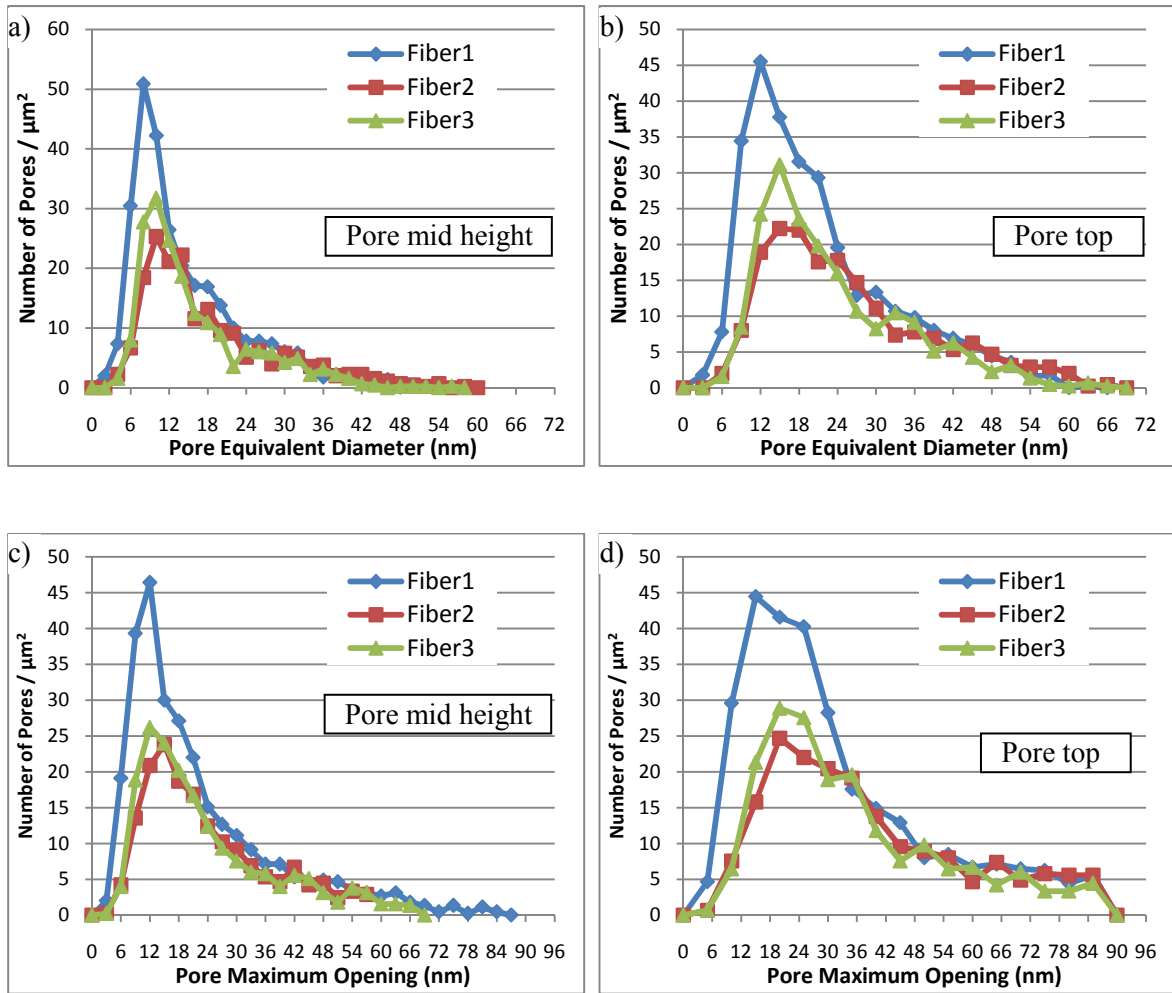 a)
60
50
40
30
20
10
0
Number of Pores / µm²
Fiber1
Fiber2
Fiber3
Pore mid height
0 6 12 18 24 30 36 42 48 54 60 66 72
Pore Equivalent Diameter (nm)
b)
50
45
40
35
30
25
20
15
10
5
0
Number of Pores / µm²
Fiber1
Fiber2
Fiber3
Pore top
0 6 12 18 24 30 36 42 48 54 60 66 72
Pore Equivalent Diameter (nm)
c)
50
45
40
35
30
25
20
15
10
5
0
Number of Pores / µm²
Fiber1
Fiber2
Fiber3
Pore mid height
0 6 12 18 24 30 36 42 48 54 60 66 72 78 84 90 96
Pore Maximum Opening (nm)
d)
50
45
40
35
30
25
20
15
10
5
0
Number of Pores / µm²
Fiber1
Fiber2
Fiber3
Pore top
0 6 12 18 24 30 36 42 48 54 60 66 72 78 84 90 96
Pore Maximum Opening (nm)